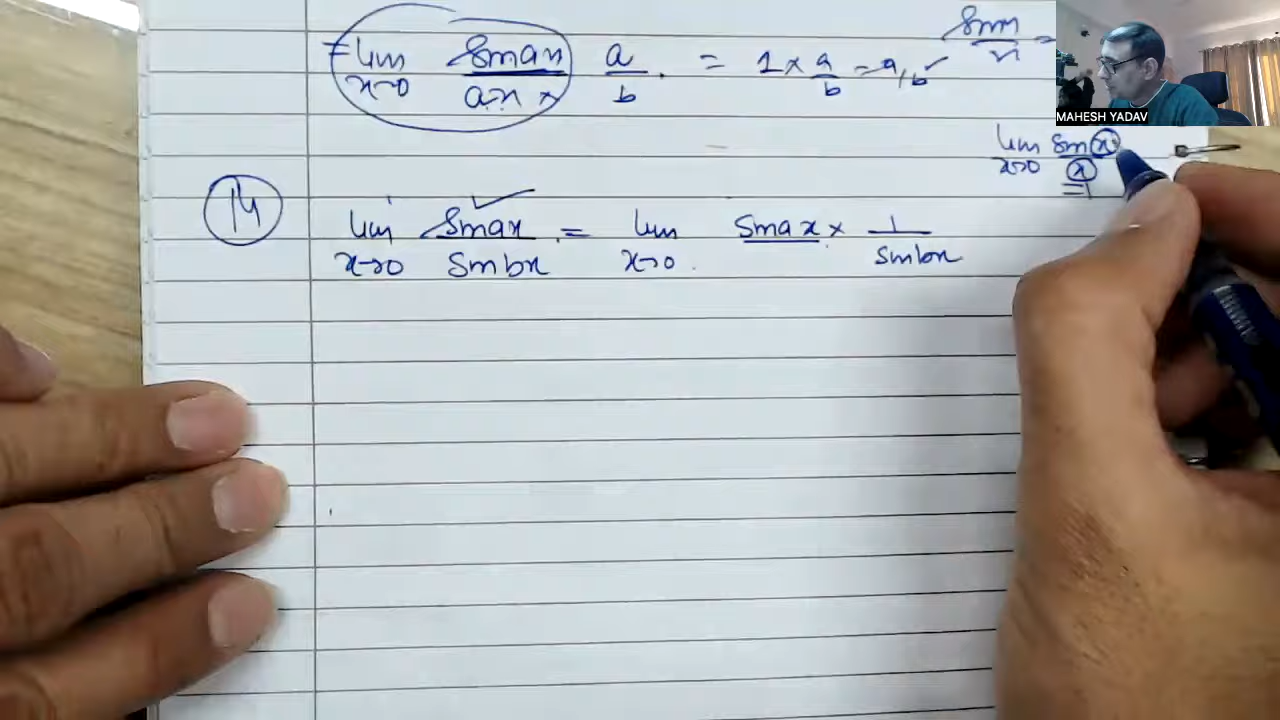 = lim sin ax a = 1 × a = a/b ✓
x→0 ax × b . b
sin x =
x
MAHESH YADAV
lim sin x
x→0 x
= 1
14 lim sin ax = lim sin ax × 1
x→0 sin bx x→0 sin bx